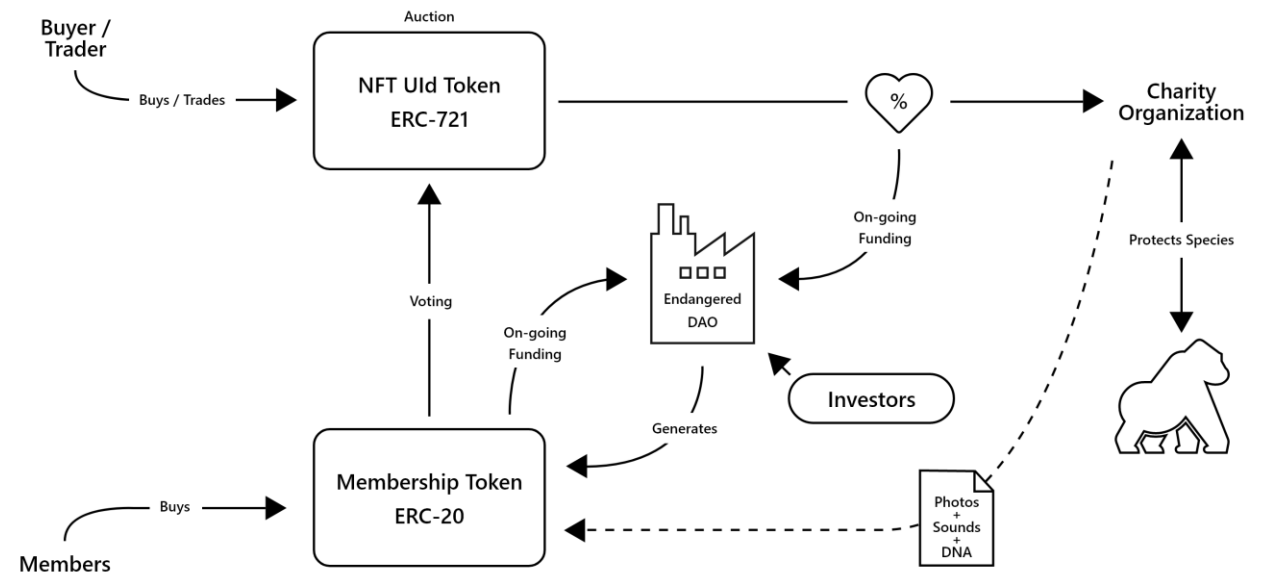 Auction
Buyer /
Trader
Buys / Trades
NFT UId Token
ERC-721
%
Charity
Organization
On-going
Funding
Protects Species
Endangered
DAO
Voting
On-going
Funding
Investors
Generates
Membership Token
ERC-20
Buys
Members
Photos
+
Sounds
+
DNA